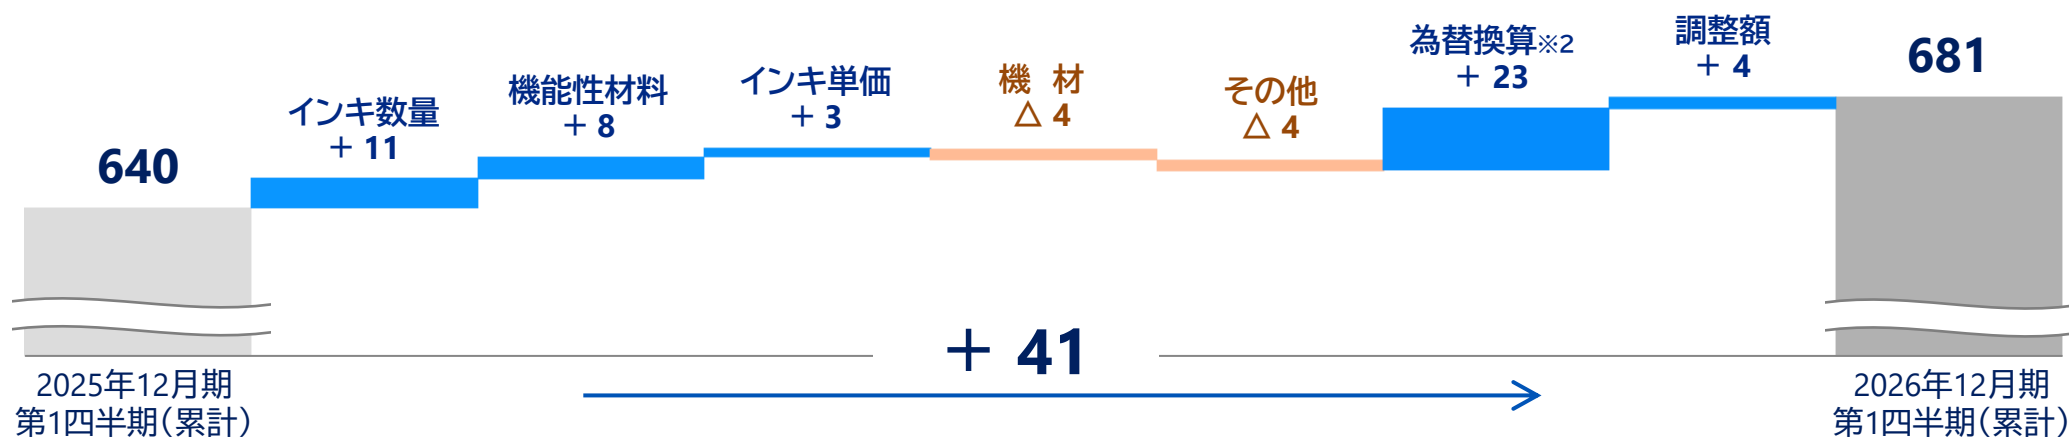 640
インキ数量
＋ 11
機能性材料
＋ 8
インキ単価
＋ 3
機 材
△ 4
その他
△ 4
為替換算※2
＋ 23
調整額
＋ 4
681
＋ 41
2025年12月期
第1四半期（累計）
2026年12月期
第1四半期（累計）